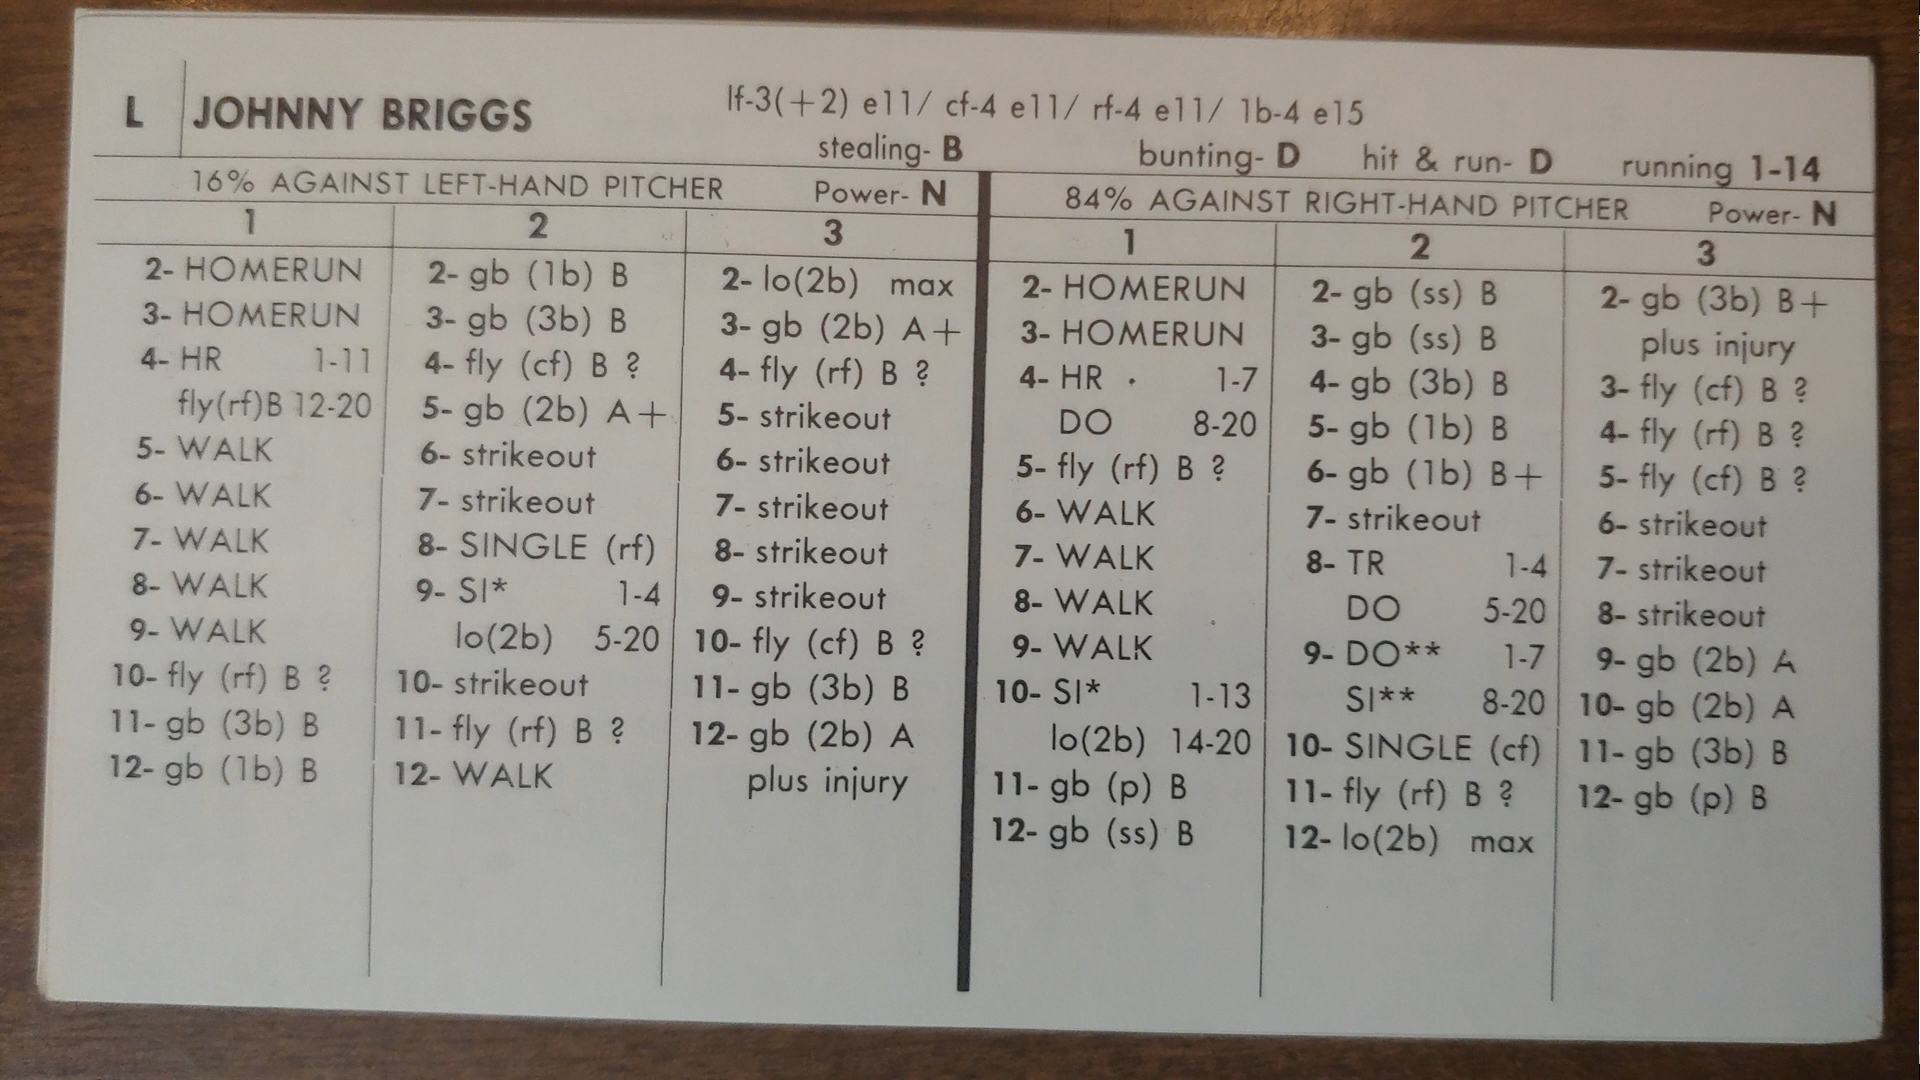 L JOHNNY BRIGGS lf-3(+2) e11/ cf-4 e11/ rf-4 e11/ 1b-4 e15
stealing- B bunting- D hit & run- D running 1-14
16% AGAINST LEFT-HAND PITCHER Power- N
1
2- HOMERUN
3- HOMERUN
4- HR 1-11
fly(rf)B 12-20
5- WALK
6- WALK
7- WALK
8- WALK
9- WALK
10- fly (rf) B ?
11- gb (3b) B
12- gb (1b) B
2
2- gb (1b) B
3- gb (3b) B
4- fly (cf) B ?
5- gb (2b) A+
6- strikeout
7- strikeout
8- SINGLE (rf)
9- SI* 1-4
lo(2b) 5-20
10- strikeout
11- fly (rf) B ?
12- WALK
3
2- lo(2b) max
3- gb (2b) A+
4- fly (rf) B ?
5- strikeout
6- strikeout
7- strikeout
8- strikeout
9- strikeout
10- fly (cf) B ?
11- gb (3b) B
12- gb (2b) A
plus injury
84% AGAINST RIGHT-HAND PITCHER Power- N
1
2- HOMERUN
3- HOMERUN
4- HR 1-7
DO 8-20
5- fly (rf) B ?
6- WALK
7- WALK
8- WALK
9- WALK
10- SI* 1-13
lo(2b) 14-20
11- gb (p) B
12- gb (ss) B
2
2- gb (ss) B
3- gb (ss) B
4- gb (3b) B
5- gb (1b) B
6- gb (1b) B+
7- strikeout
8- TR 1-4
DO 5-20
9- DO** 1-7
SI** 8-20
10- SINGLE (cf)
11- fly (rf) B ?
12- lo(2b) max
3
2- gb (3b) B+
plus injury
3- fly (cf) B ?
4- fly (rf) B ?
5- fly (cf) B ?
6- strikeout
7- strikeout
8- strikeout
9- gb (2b) A
10- gb (2b) A
11- gb (3b) B
12- gb (p) B